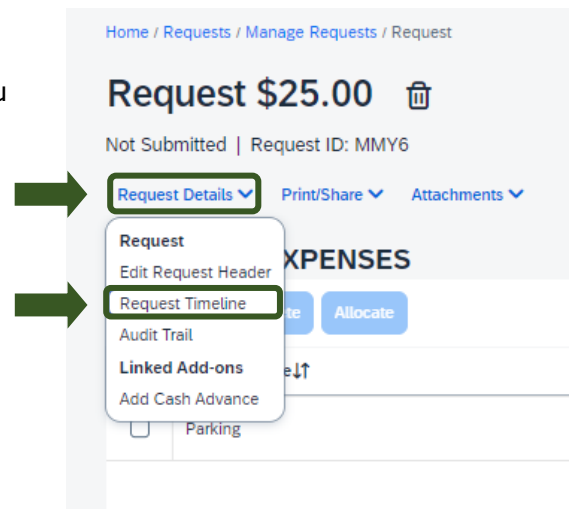 Home / Requests / Manage Requests / Request
Request $25.00
Not Submitted | Request ID: MMY6
Request Details Print/Share Attachments
Request
Edit Request Header
Request Timeline
Audit Trail
Linked Add-ons
Add Cash Advance
XPENSES
Allocate
Parking